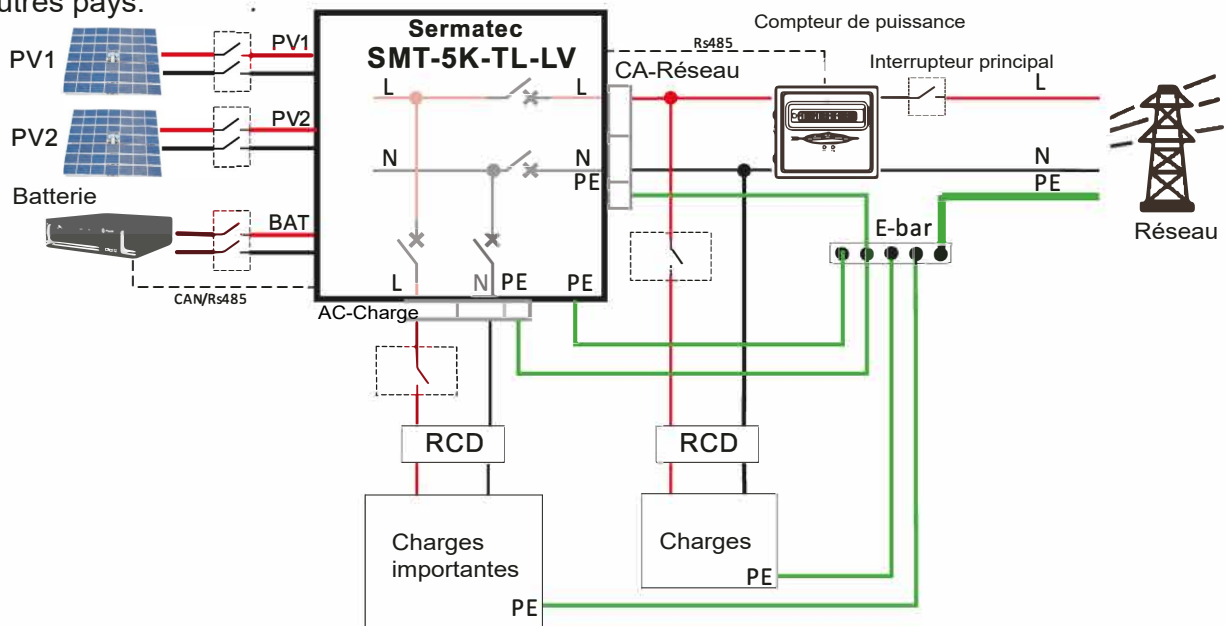 utres pays.
Compteur de puissance
Sermatec
SMT-5K-TL-LV
PV1
PV1
Rs485
CA-Réseau
Interrupteur principal
L
L
L
PV2
PV2
N
N
PE
N
PE
Batterie
BAT
E-bar
Réseau
CAN/Rs485
L
N
PE
PE
AC-Charge
RCD
RCD
Charges
importantes
Charges
PE
PE